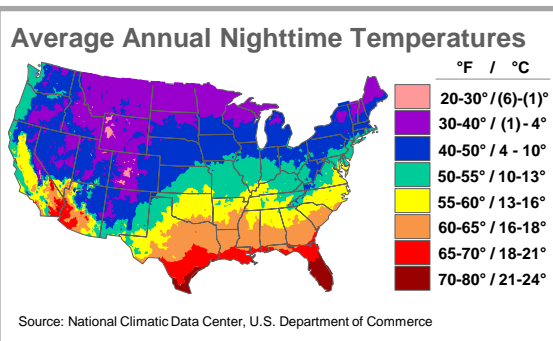 Average Annual Nighttime Temperatures
°F / °C
20-30° / (6)-(1)°
30-40° / (1) - 4°
40-50° / 4 - 10°
50-55° / 10-13°
55-60° / 13-16°
60-65° / 16-18°
65-70° / 18-21°
70-80° / 21-24°
Source: National Climatic Data Center, U.S. Department of Commerce